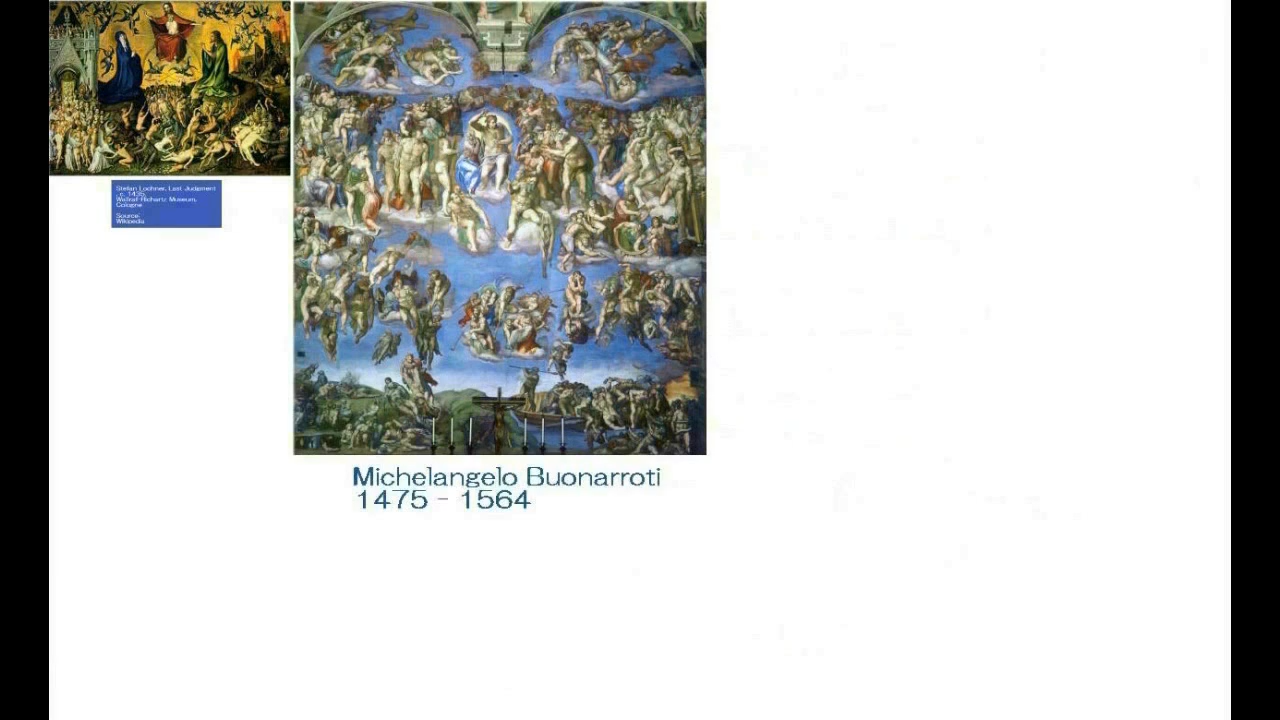 Stefan Lochner, Last Judgment
, c. 1435.
Wallraf-Richartz Museum,
Cologne
Source:
Wikipedia
Michelangelo Buonarroti
1475 - 1564